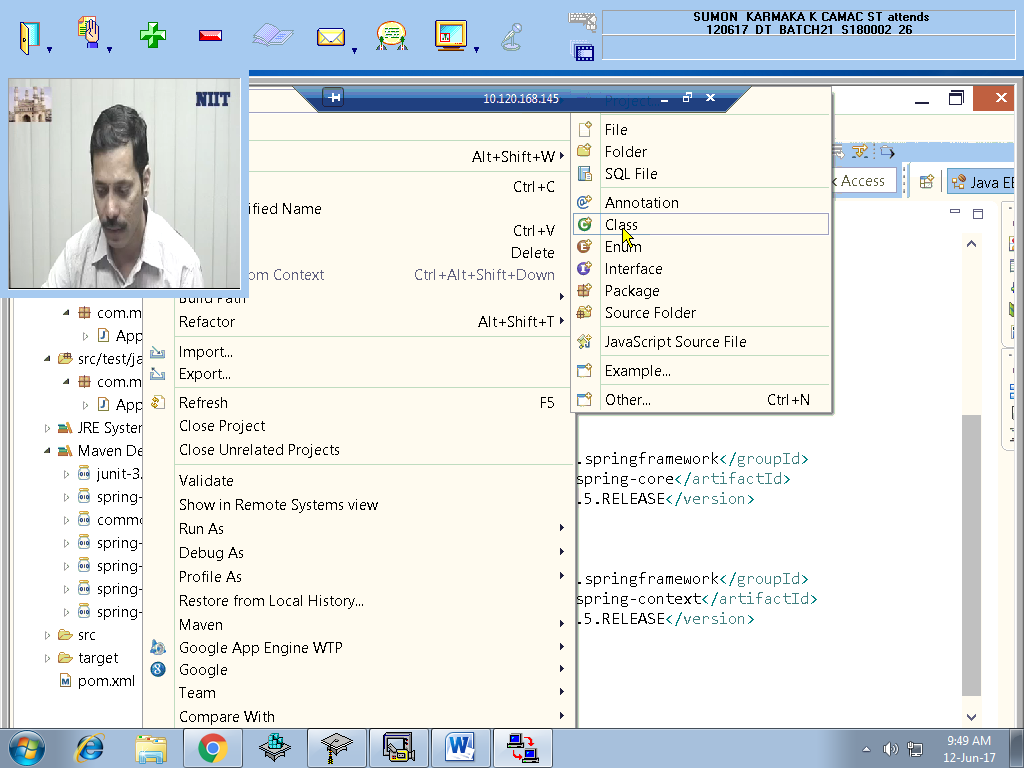 SUMON KARMAKA K CAMAC ST attends
120617 DT BATCH21 S180002 26
NIIT
10.120.168.145
Project...
File
Folder
SQL File
Annotation
Class
Enum
Interface
Package
Source Folder
JavaScript Source File
Example...
Other... Ctrl+N
Alt+Shift+W
Ctrl+C
ified Name
Ctrl+V
Delete
om Context Ctrl+Alt+Shift+Down
Build Path
Refactor Alt+Shift+T
Import...
Export...
Refresh F5
Close Project
Close Unrelated Projects
Validate
Show in Remote Systems view
Run As
Debug As
Profile As
Restore from Local History...
Maven
Google App Engine WTP
Google
Team
Compare With
com.m
App
src/test/ja
com.m
App
JRE System
Maven De
junit-3.
spring-
commo
spring-
spring-
spring-
spring-
src
target
pom.xml
Access
Java EE
.springframework</groupId>
spring-core</artifactId>
.5.RELEASE</version>
.springframework</groupId>
spring-context</artifactId>
.5.RELEASE</version>
9:49 AM
12-Jun-17